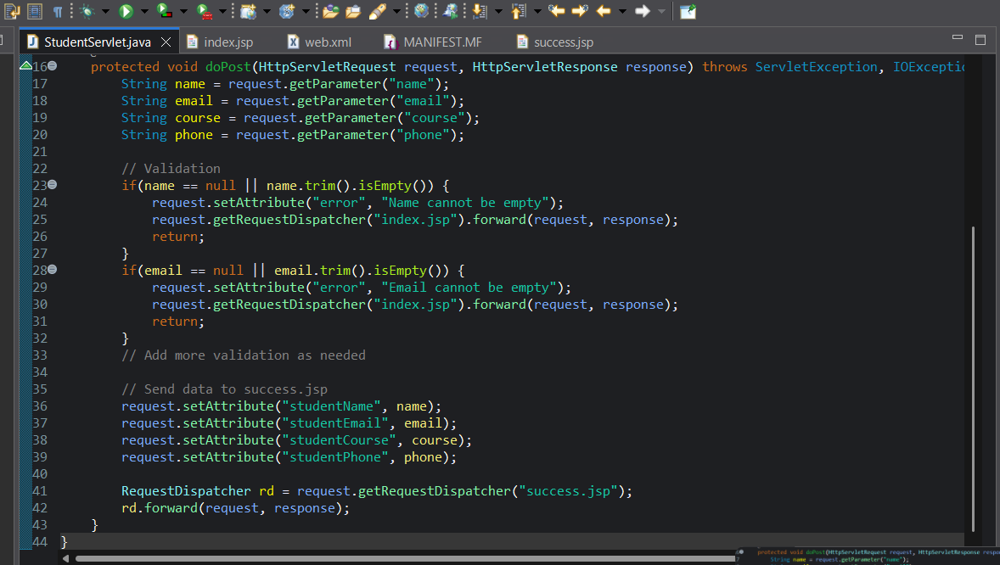 StudentServlet.java
index.jsp
web.xml
MANIFEST.MF
success.jsp
16 protected void doPost(HttpServletRequest request, HttpServletResponse response) throws ServletException, IOExceptio
17 String name = request.getParameter("name");
18 String email = request.getParameter("email");
19 String course = request.getParameter("course");
20 String phone = request.getParameter("phone");
21
22 // Validation
23 if(name == null || name.trim().isEmpty()) {
24 request.setAttribute("error", "Name cannot be empty");
25 request.getRequestDispatcher("index.jsp").forward(request, response);
26 return;
27 }
28 if(email == null || email.trim().isEmpty()) {
29 request.setAttribute("error", "Email cannot be empty");
30 request.getRequestDispatcher("index.jsp").forward(request, response);
31 return;
32 }
33 // Add more validation as needed
34
35 // Send data to success.jsp
36 request.setAttribute("studentName", name);
37 request.setAttribute("studentEmail", email);
38 request.setAttribute("studentCourse", course);
39 request.setAttribute("studentPhone", phone);
40
41 RequestDispatcher rd = request.getRequestDispatcher("success.jsp");
42 rd.forward(request, response);
43 }
44 }
protected void doPost(HttpServletRequest request, HttpServletResponse respo
String name = request.getParameter("name");